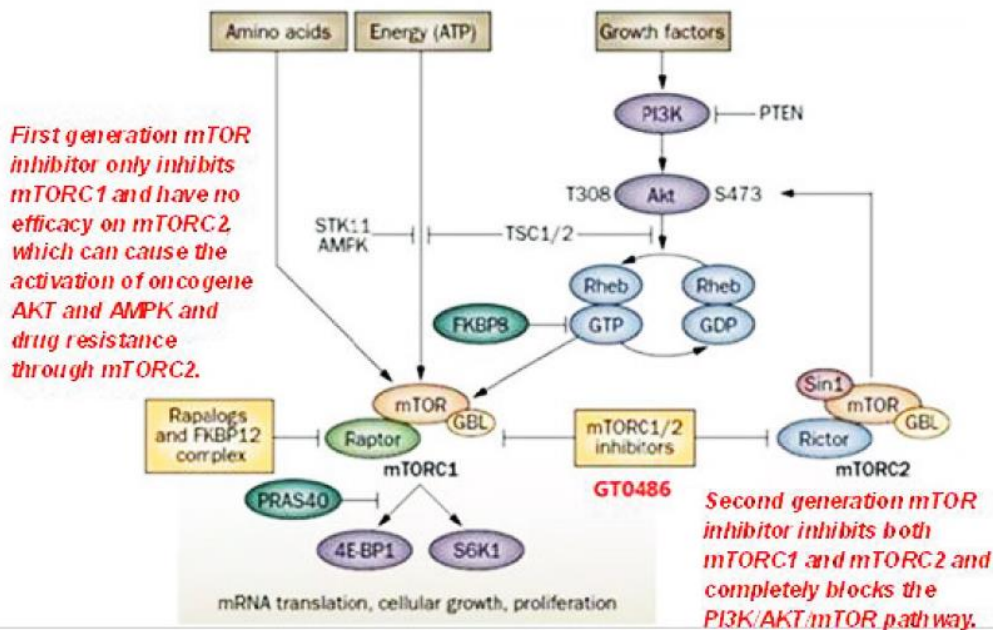 Amino acids
Energy (ATP)
Growth factors
PI3K
PTEN
First generation mTOR
inhibitor only inhibits
mTORC1 and have no
efficacy on mTORC2,
which can cause the
activation of oncogene
AKT and AMPK and
drug resistance
through mTORC2.
T308
Akt
S473
STK11
AMPK
TSC1/2
Rheb
Rheb
FKBP8
GTP
GDP
Sin1
mTOR
GBL
mTOR
GBL
Rapalogs
and FKBP12
complex
Raptor
mTORC1
mTORC1/2
inhibitors
Rictor
mTORC2
GT0486
PRAS40
4E-BP1
S6K1
Second generation mTOR
inhibitor inhibits both
mTORC1 and mTORC2 and
completely blocks the
PI3K/AKT/mTOR pathway.
mRNA translation, cellular growth, proliferation